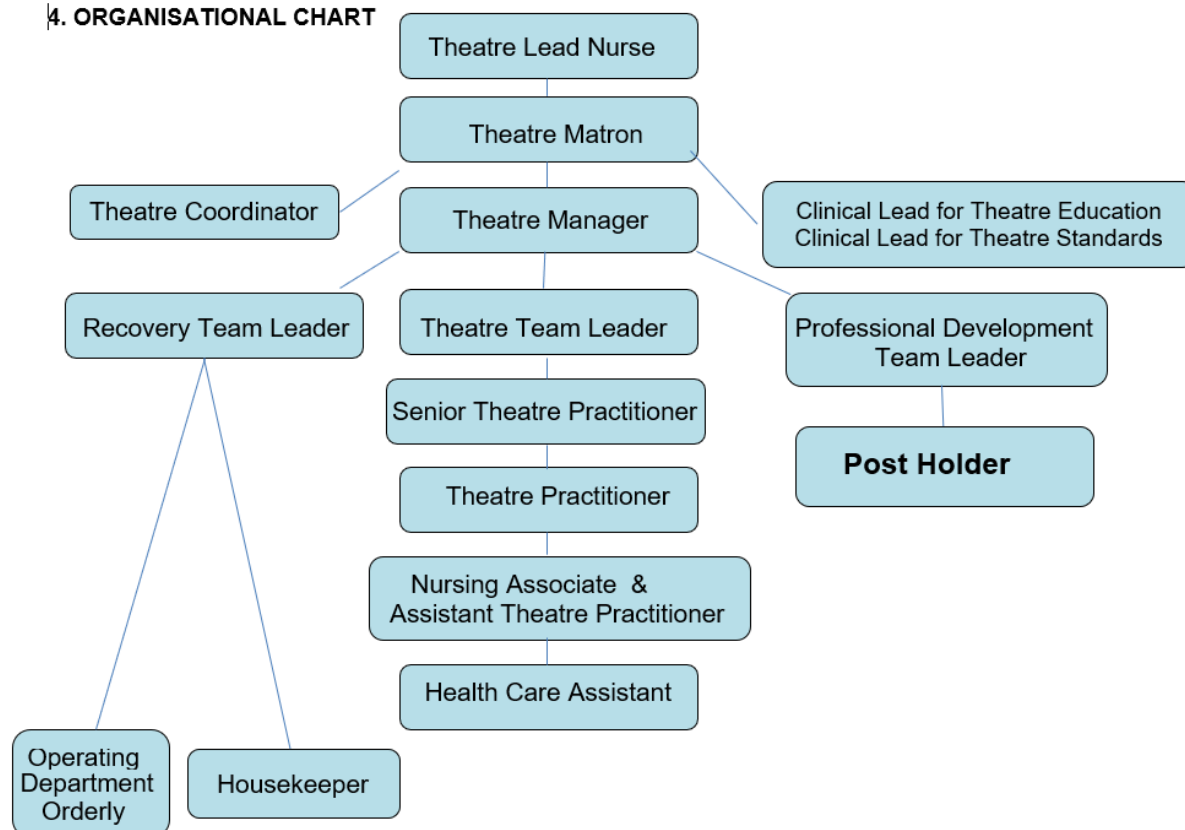 4. ORGANISATIONAL CHART
Theatre Lead Nurse
Theatre Matron
Theatre Coordinator
Theatre Manager
Clinical Lead for Theatre Education
Clinical Lead for Theatre Standards
Recovery Team Leader
Theatre Team Leader
Professional Development
Team Leader
Senior Theatre Practitioner
Post Holder
Theatre Practitioner
Nursing Associate &
Assistant Theatre Practitioner
Health Care Assistant
Operating
Department
Orderly
Housekeeper